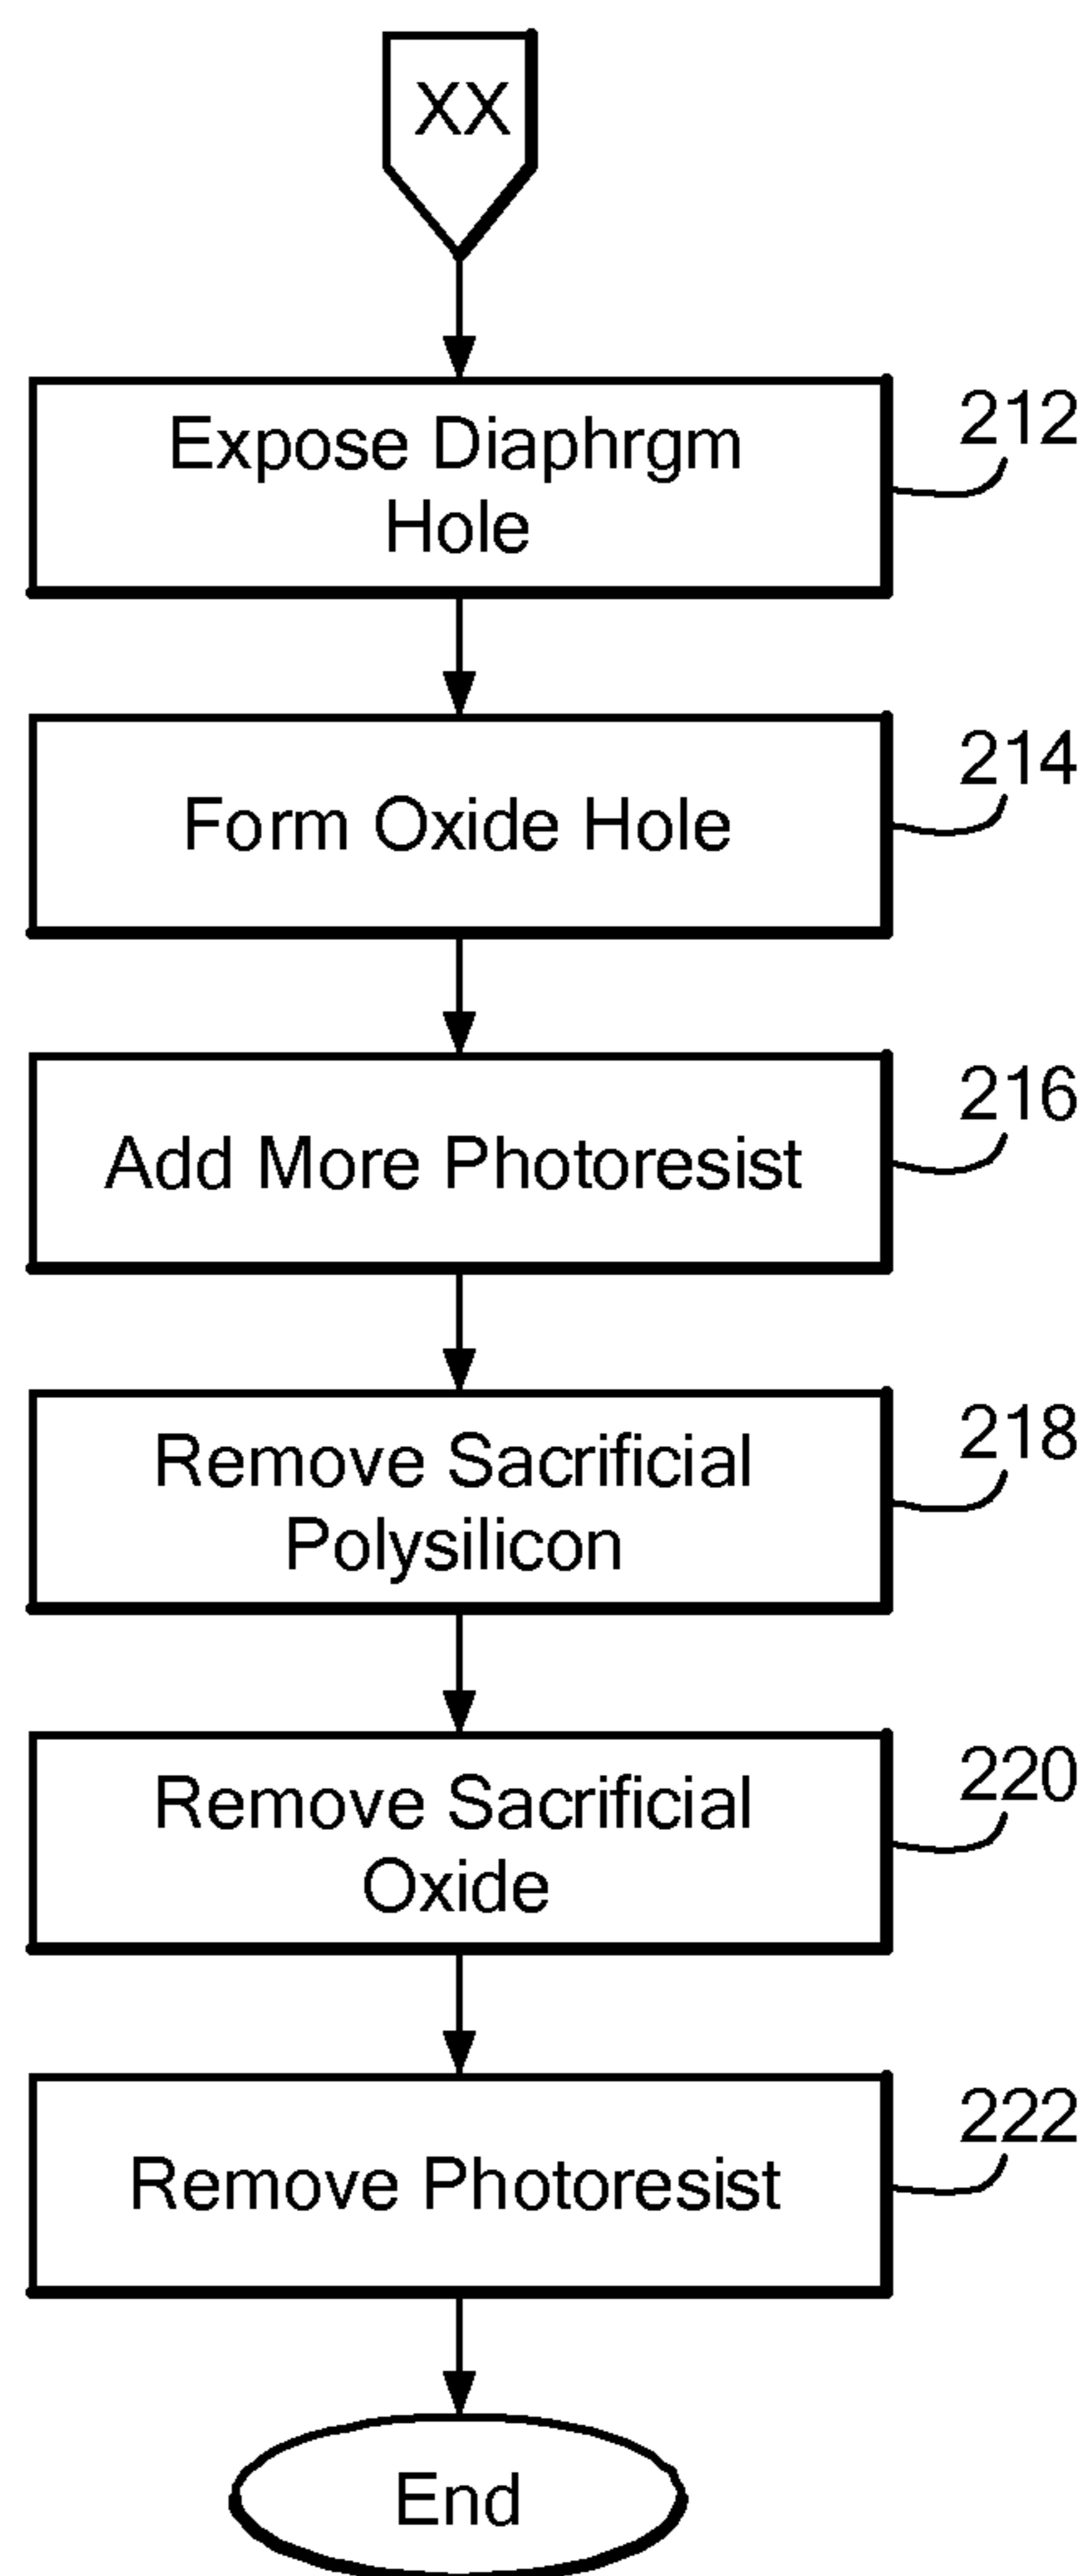 XX
Expose Diaphrgm
Hole
212
Form Oxide Hole
214
Add More Photoresist
216
Remove Sacrificial
Polysilicon
218
Remove Sacrificial
Oxide
220
Remove Photoresist
222
End